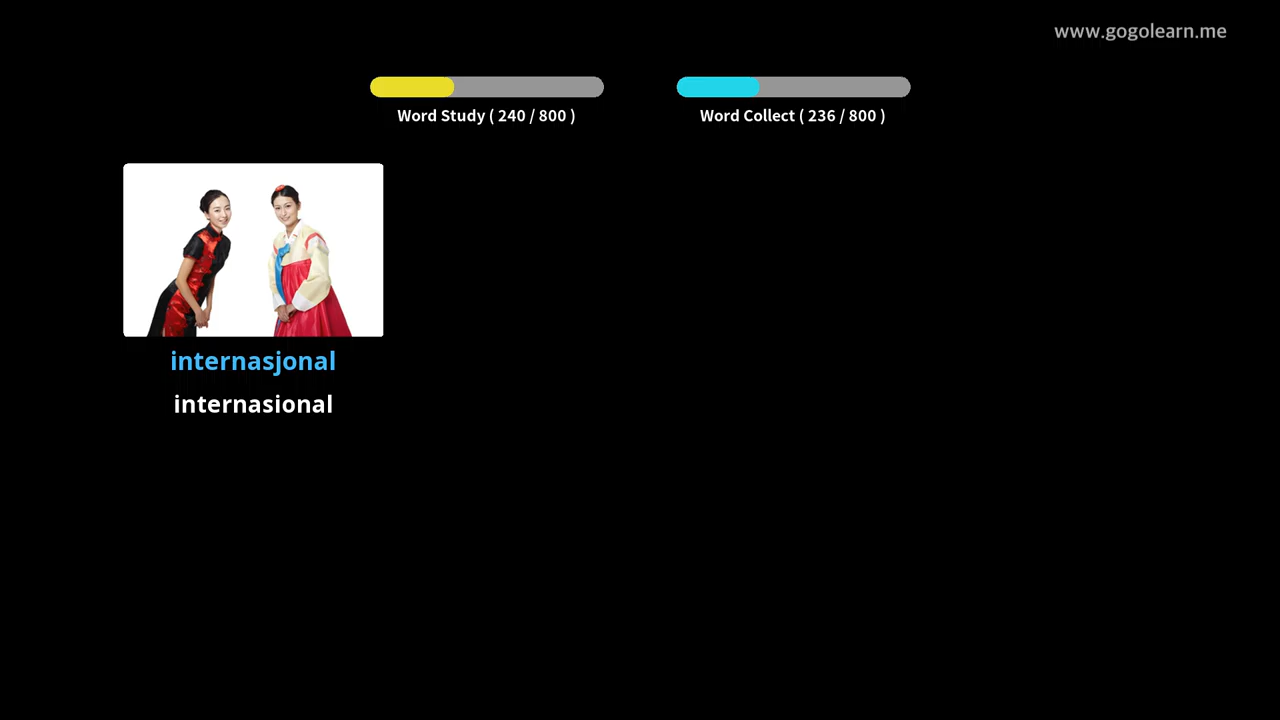 www.gogolearn.me
Word Study ( 240 / 800 )
Word Collect ( 236 / 800 )
internasjonal
internasional